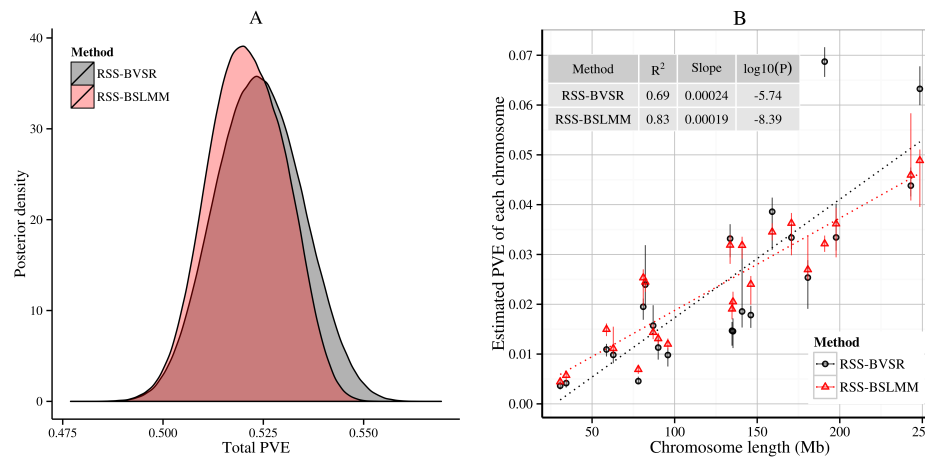 A
Posterior density
40
30
20
10
0
Method
RSS-BVSR
RSS-BSLMM
0.475 0.500 0.525 0.550
Total PVE
B
Estimated PVE of each chromosome
0.07
0.06
0.05
0.04
0.03
0.02
0.01
0.00
Method R² Slope log10(P)
RSS-BVSR 0.69 0.00024 -5.74
RSS-BSLMM 0.83 0.00019 -8.39
Method
RSS-BVSR
RSS-BSLMM
50 100 150 200 250
Chromosome length (Mb)